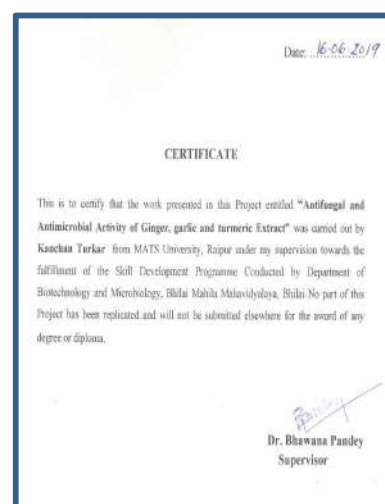 Date: 16.06.2019
CERTIFICATE
This is to certify that the work presented in this Project entitled "Antifungal and
Antimicrobial Activity of Ginger, garlic and turmeric Extract" was carried out by
Kanchan Turkar from MATS University, Raipur under my supervision towards the
fulfillment of the Skill Development Programme Conducted by Department of
Biotechnology and Microbiology, Bhilai Mahila Mahavidyalaya, Bhilai No part of this
Project has been replicated and will not be submitted elsewhere for the award of any
degree or diploma.
Dr. Bhawana Pandey
Supervisor